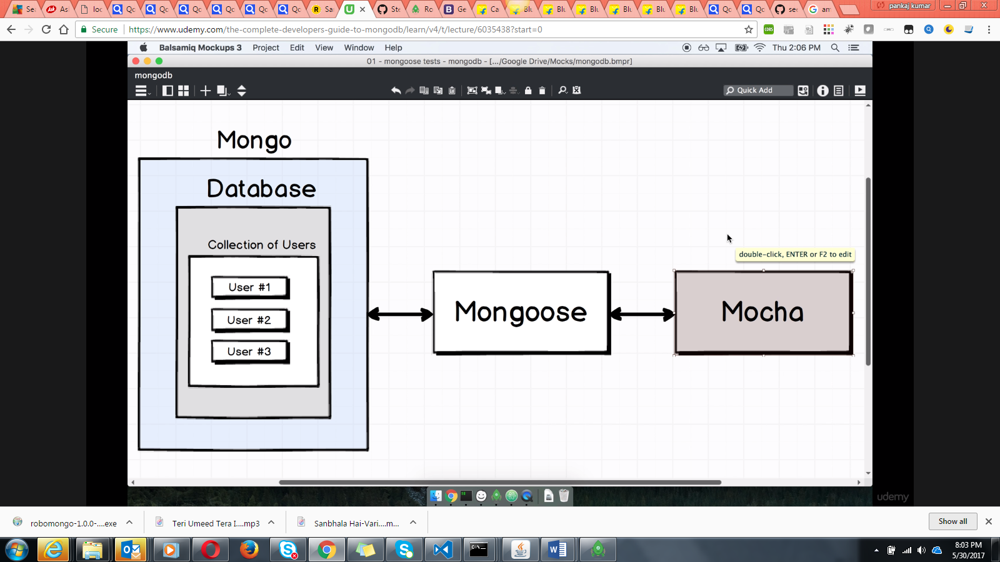 Sea
Asi
loc
Qc
Qc
Qc
Qc
Qc
Qc
Sa
Ste
Ro
Ge
Ca
Blu
Blu
Blu
Blu
Blu
Blu
Qc
Qc
see
am
pankaj kumar
Secure
https://www.udemy.com/the-complete-developers-guide-to-mongodb/learn/v4/t/lecture/6035438?start=0
Balsamiq Mockups 3 Project Edit View Window Help
Thu 2:06 PM
01 - mongoose tests - mongodb - [.../Google Drive/Mocks/mongodb.bmpr]
mongodb
Quick Add
Mongo
Database
Collection of Users
User #1
User #2
User #3
Mongoose
double-click, ENTER or F2 to edit
Mocha
udemy
robomongo-1.0.0-....exe
Teri Umeed Tera I....mp3
Sanbhala Hai-Vari....m...
Show all
8:03 PM
5/30/2017